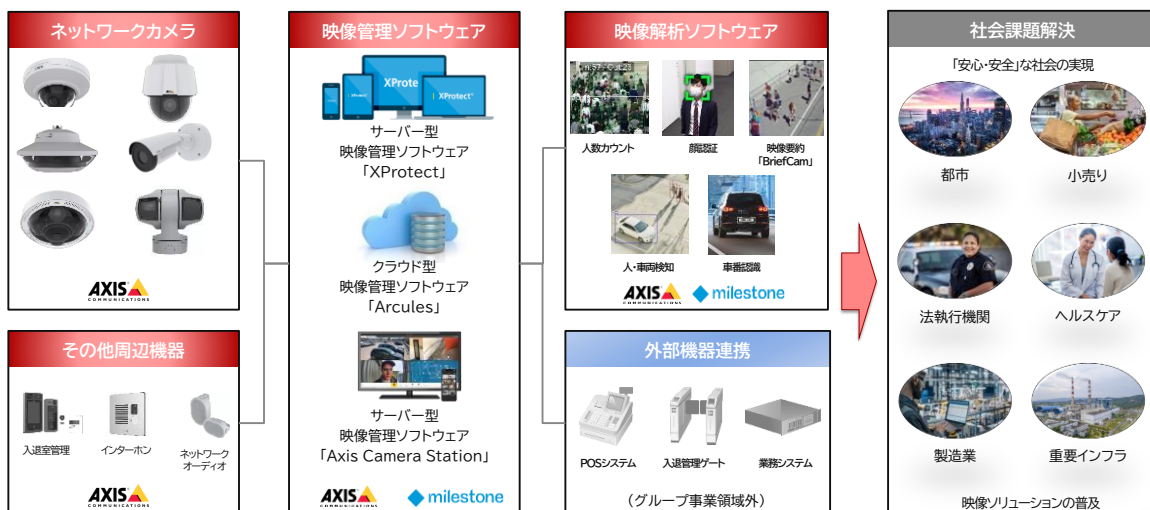 ネットワークカメラ
AXIS
COMMUNICATIONS
その他周辺機器
入退室管理
インターホン
ネットワーク
オーディオ
AXIS
COMMUNICATIONS
映像管理ソフトウェア
XProte
XProtect
サーバー型
映像管理ソフトウェア
「XProtect」
クラウド型
映像管理ソフトウェア
「Arcules」
サーバー型
映像管理ソフトウェア
「Axis Camera Station」
AXIS
COMMUNICATIONS
milestone
映像解析ソフトウェア
人数カウント
顔認証
映像要約
「BriefCam」
人・車両検知
車番認識
AXIS
COMMUNICATIONS
milestone
外部機器連携
POSシステム
入退管理ゲート
業務システム
(グループ事業領域外)
社会課題解決
「安心・安全」な社会の実現
都市
小売り
法執行機関
ヘルスケア
製造業
重要インフラ
映像ソリューションの普及